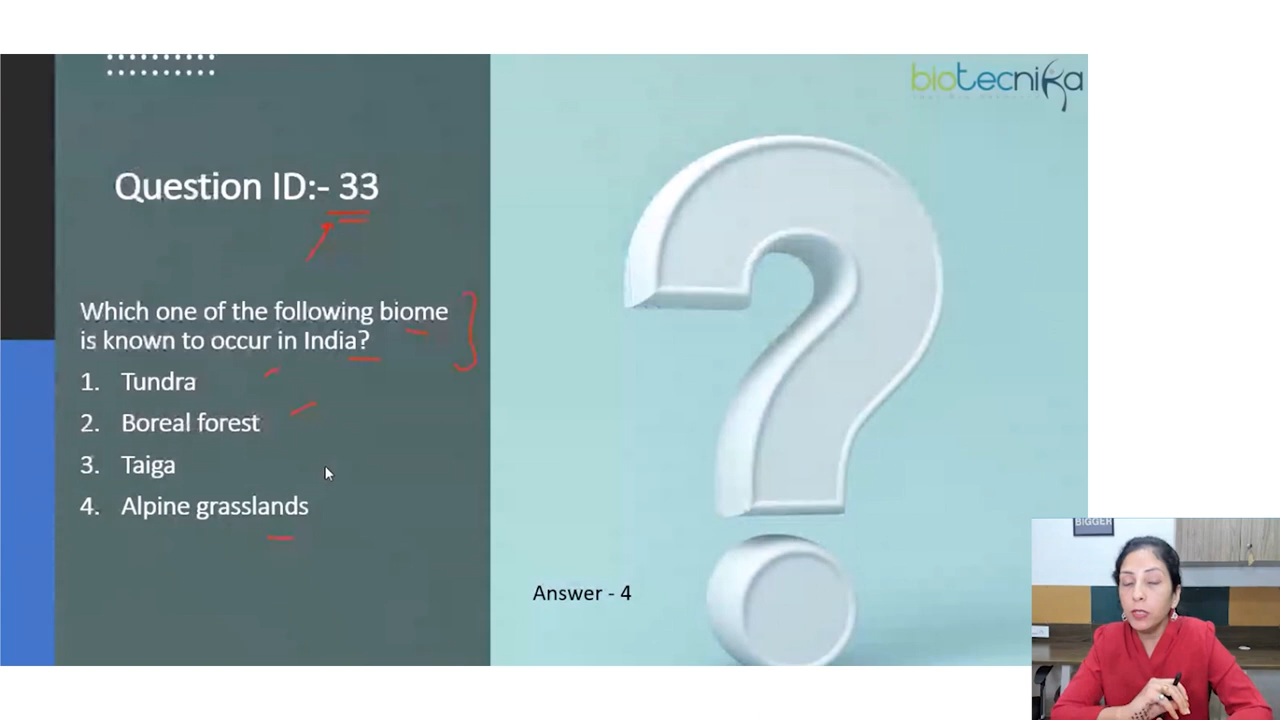 biotecnika
Question ID:- 33
Which one of the following biome
is known to occur in India?
1. Tundra
2. Boreal forest
3. Taiga
4. Alpine grasslands
Answer - 4
BIGGER